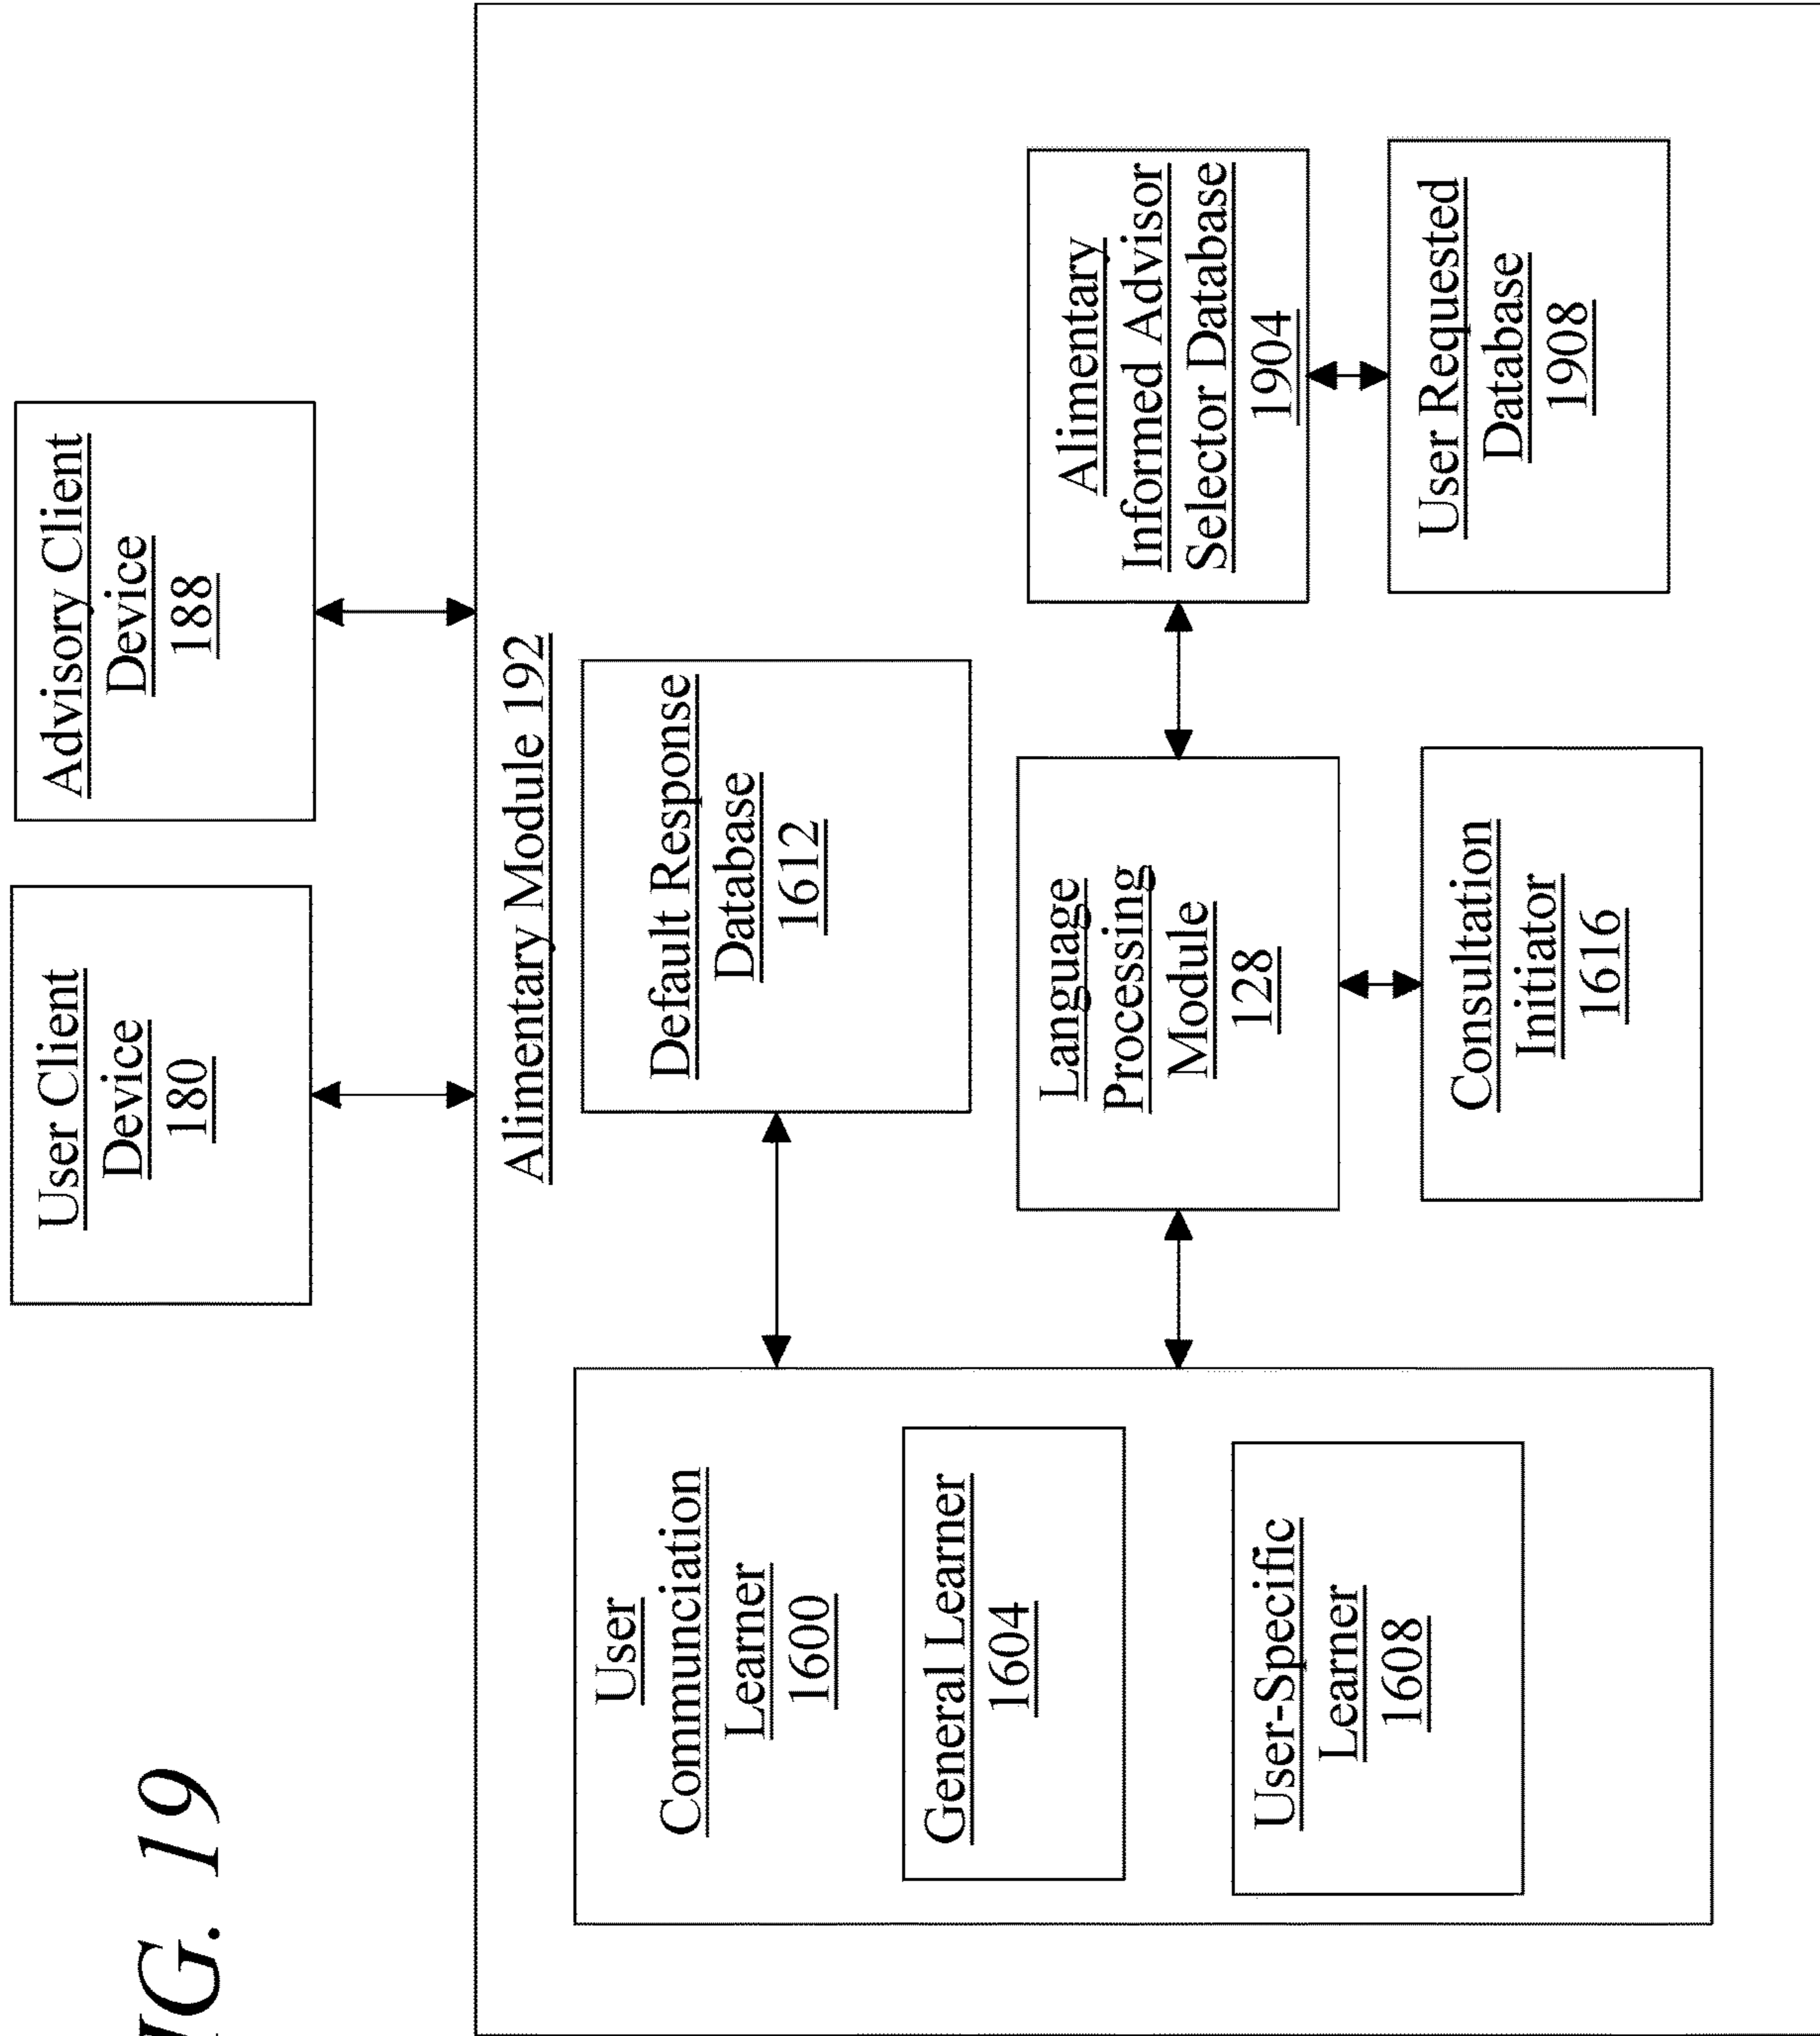 IG. 19
User Client
Device
180
Advisory Client
Device
188
Alimentary Module 192
User
Communciation
Learner
1600
General Learner
1604
User-Specific
Learner
1608
Default Response
Database
1612
Language
Processing
Module
128
Consultation
Initiator
1616
Alimentary
Informed Advisor
Selector Database
1904
User Requested
Database
1908